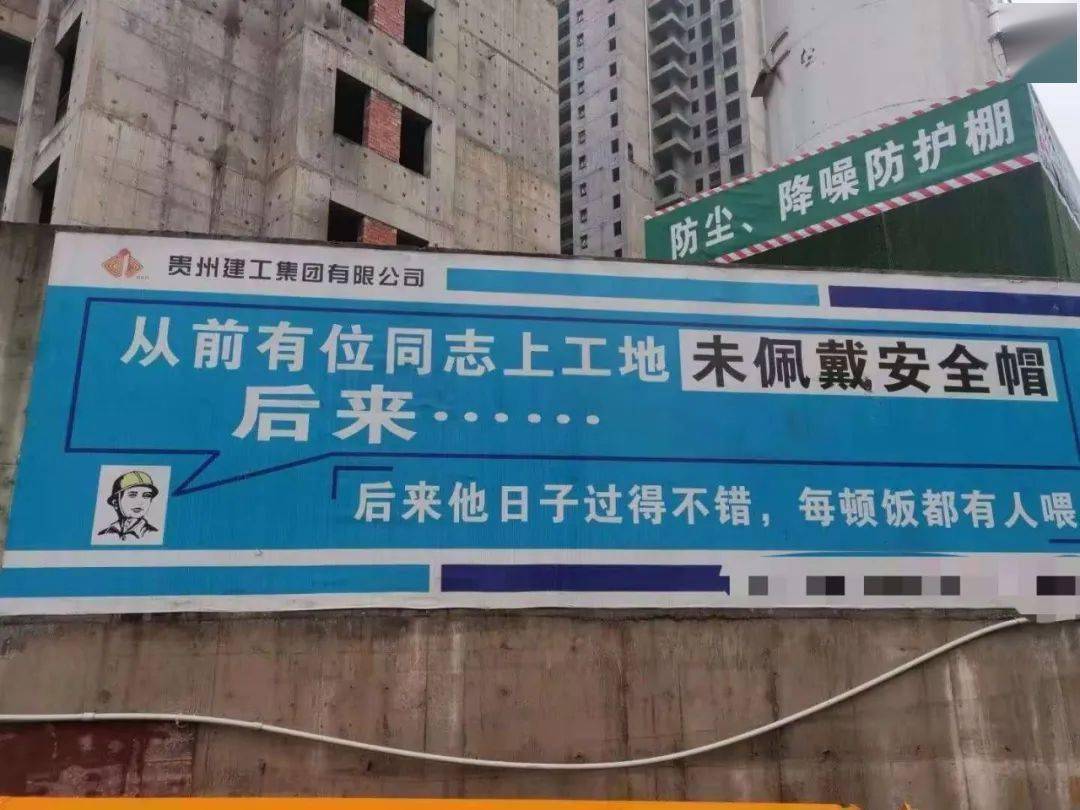 防尘、降噪防护棚
贵州建工集团有限公司
从前有位同志上工地 未佩戴安全帽
后来······
后来他日子过得不错，每顿饭都有人喂